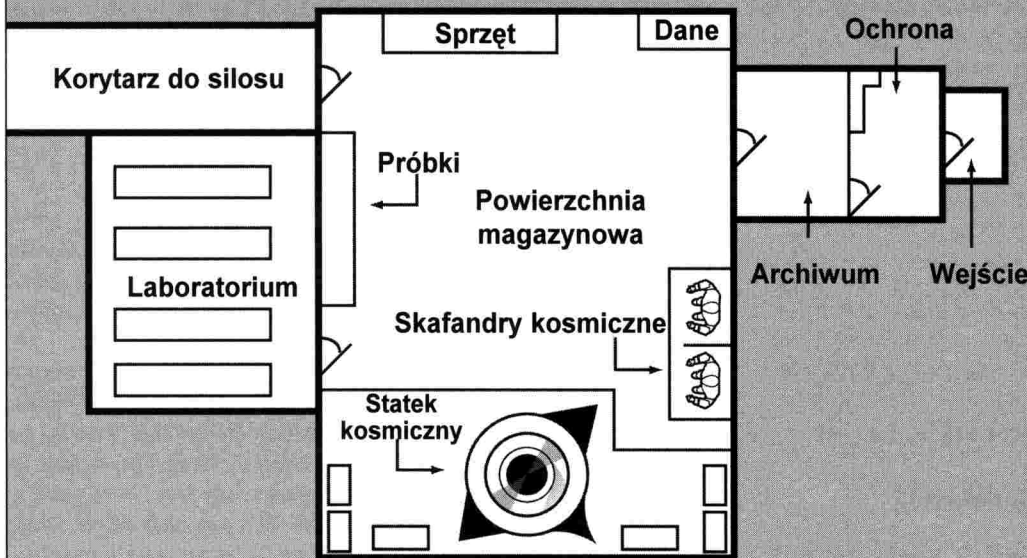 Sprzęt
Dane
Ochrona
Korytarz do silosu
Próbki
Powierzchnia
magazynowa
Laboratorium
Archiwum
Wejście
Skafandry kosmiczne
Statek
kosmiczny